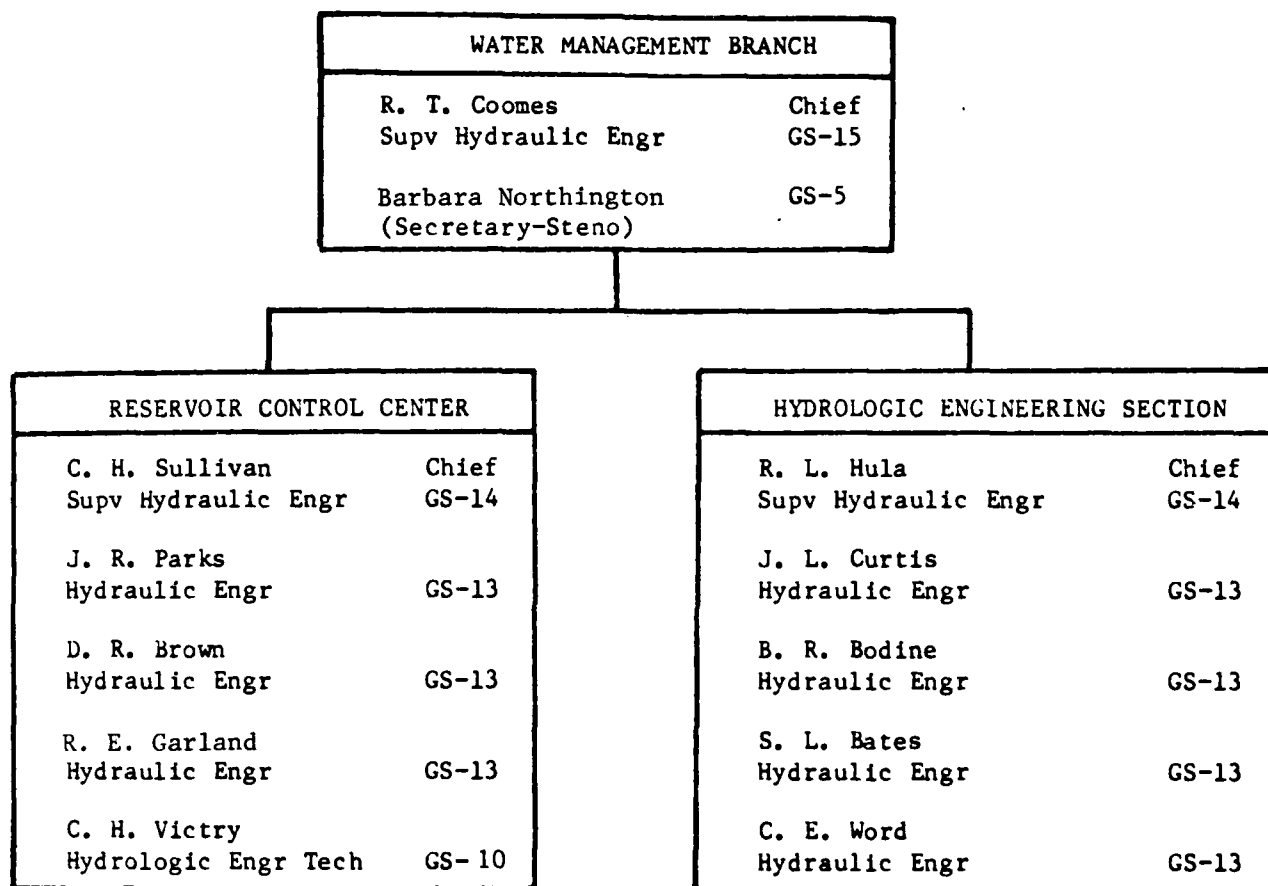 WATER MANAGEMENT BRANCH
R. T. Coomes Chief
Supv Hydraulic Engr GS-15
Barbara Northington GS-5
(Secretary-Steno)
RESERVOIR CONTROL CENTER
C. H. Sullivan Chief
Supv Hydraulic Engr GS-14
J. R. Parks
Hydraulic Engr GS-13
D. R. Brown
Hydraulic Engr GS-13
R. E. Garland
Hydraulic Engr GS-13
C. H. Victry
Hydrologic Engr Tech GS-10
HYDROLOGIC ENGINEERING SECTION
R. L. Hula Chief
Supv Hydraulic Engr GS-14
J. L. Curtis
Hydraulic Engr GS-13
B. R. Bodine
Hydraulic Engr GS-13
S. L. Bates
Hydraulic Engr GS-13
C. E. Word
Hydraulic Engr GS-13